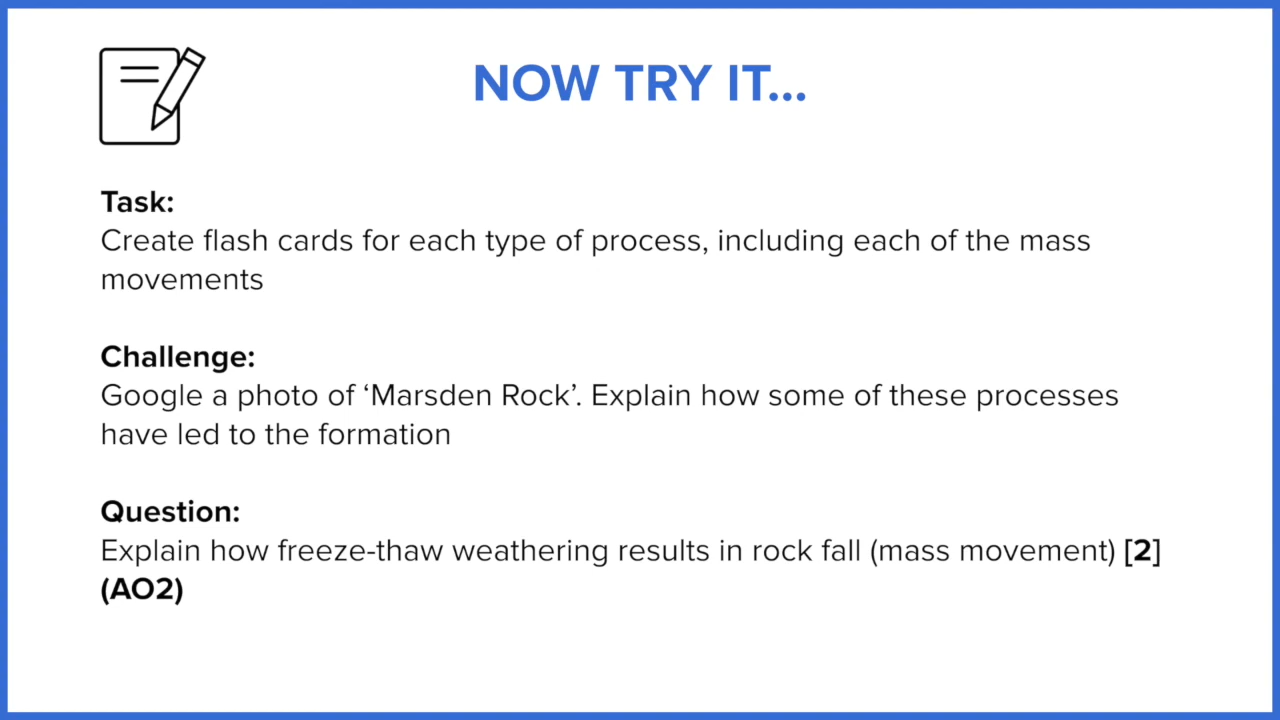 NOW TRY IT...
Task:
Create flash cards for each type of process, including each of the mass
movements
Challenge:
Google a photo of ‘Marsden Rock’. Explain how some of these processes
have led to the formation
Question:
Explain how freeze-thaw weathering results in rock fall (mass movement) [2]
(AO2)